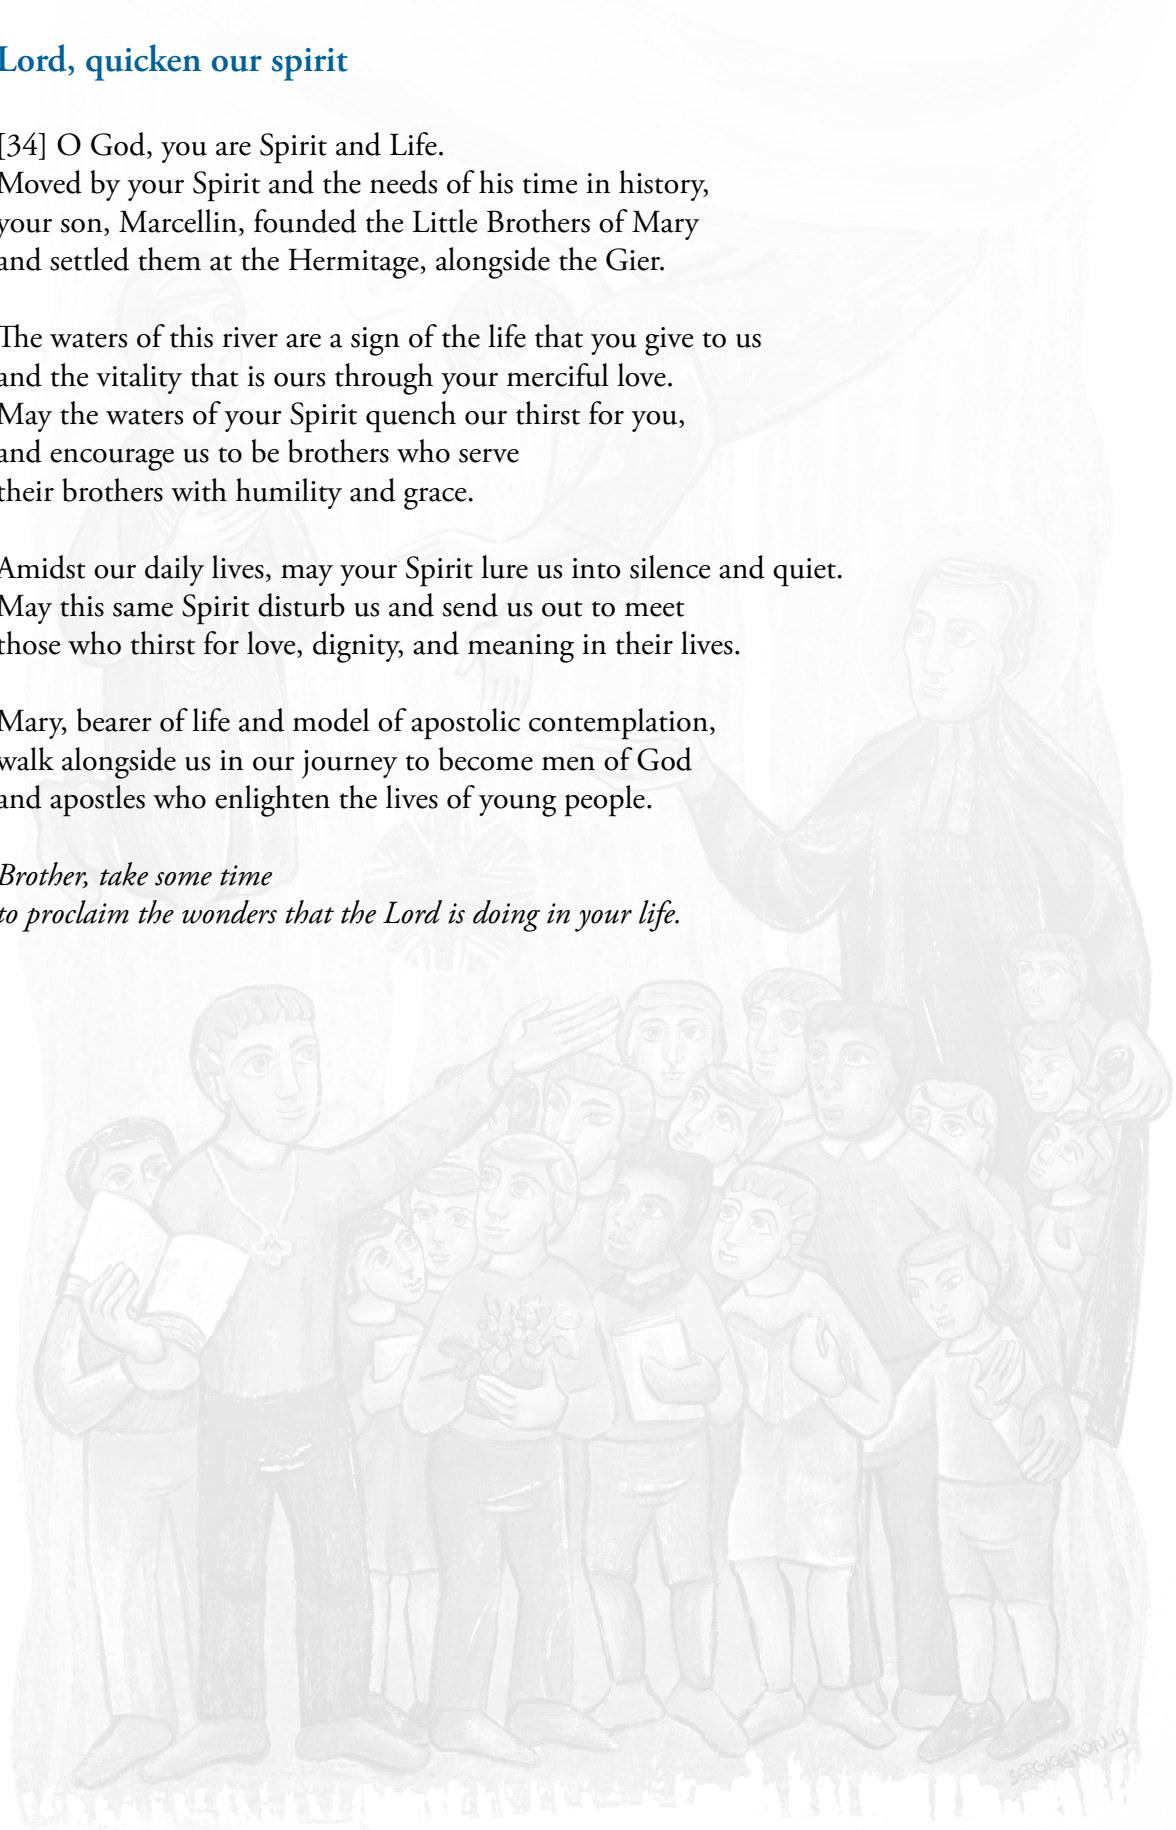 Lord, quicken our spirit
[34] O God, you are Spirit and Life.
Moved by your Spirit and the needs of his time in history,
your son, Marcellin, founded the Little Brothers of Mary
and settled them at the Hermitage, alongside the Gier.
The waters of this river are a sign of the life that you give to us
and the vitality that is ours through your merciful love.
May the waters of your Spirit quench our thirst for you,
and encourage us to be brothers who serve
their brothers with humility and grace.
Amidst our daily lives, may your Spirit lure us into silence and quiet.
May this same Spirit disturb us and send us out to meet
those who thirst for love, dignity, and meaning in their lives.
Mary, bearer of life and model of apostolic contemplation,
walk alongside us in our journey to become men of God
and apostles who enlighten the lives of young people.
Brother, take some time
to proclaim the wonders that the Lord is doing in your life.